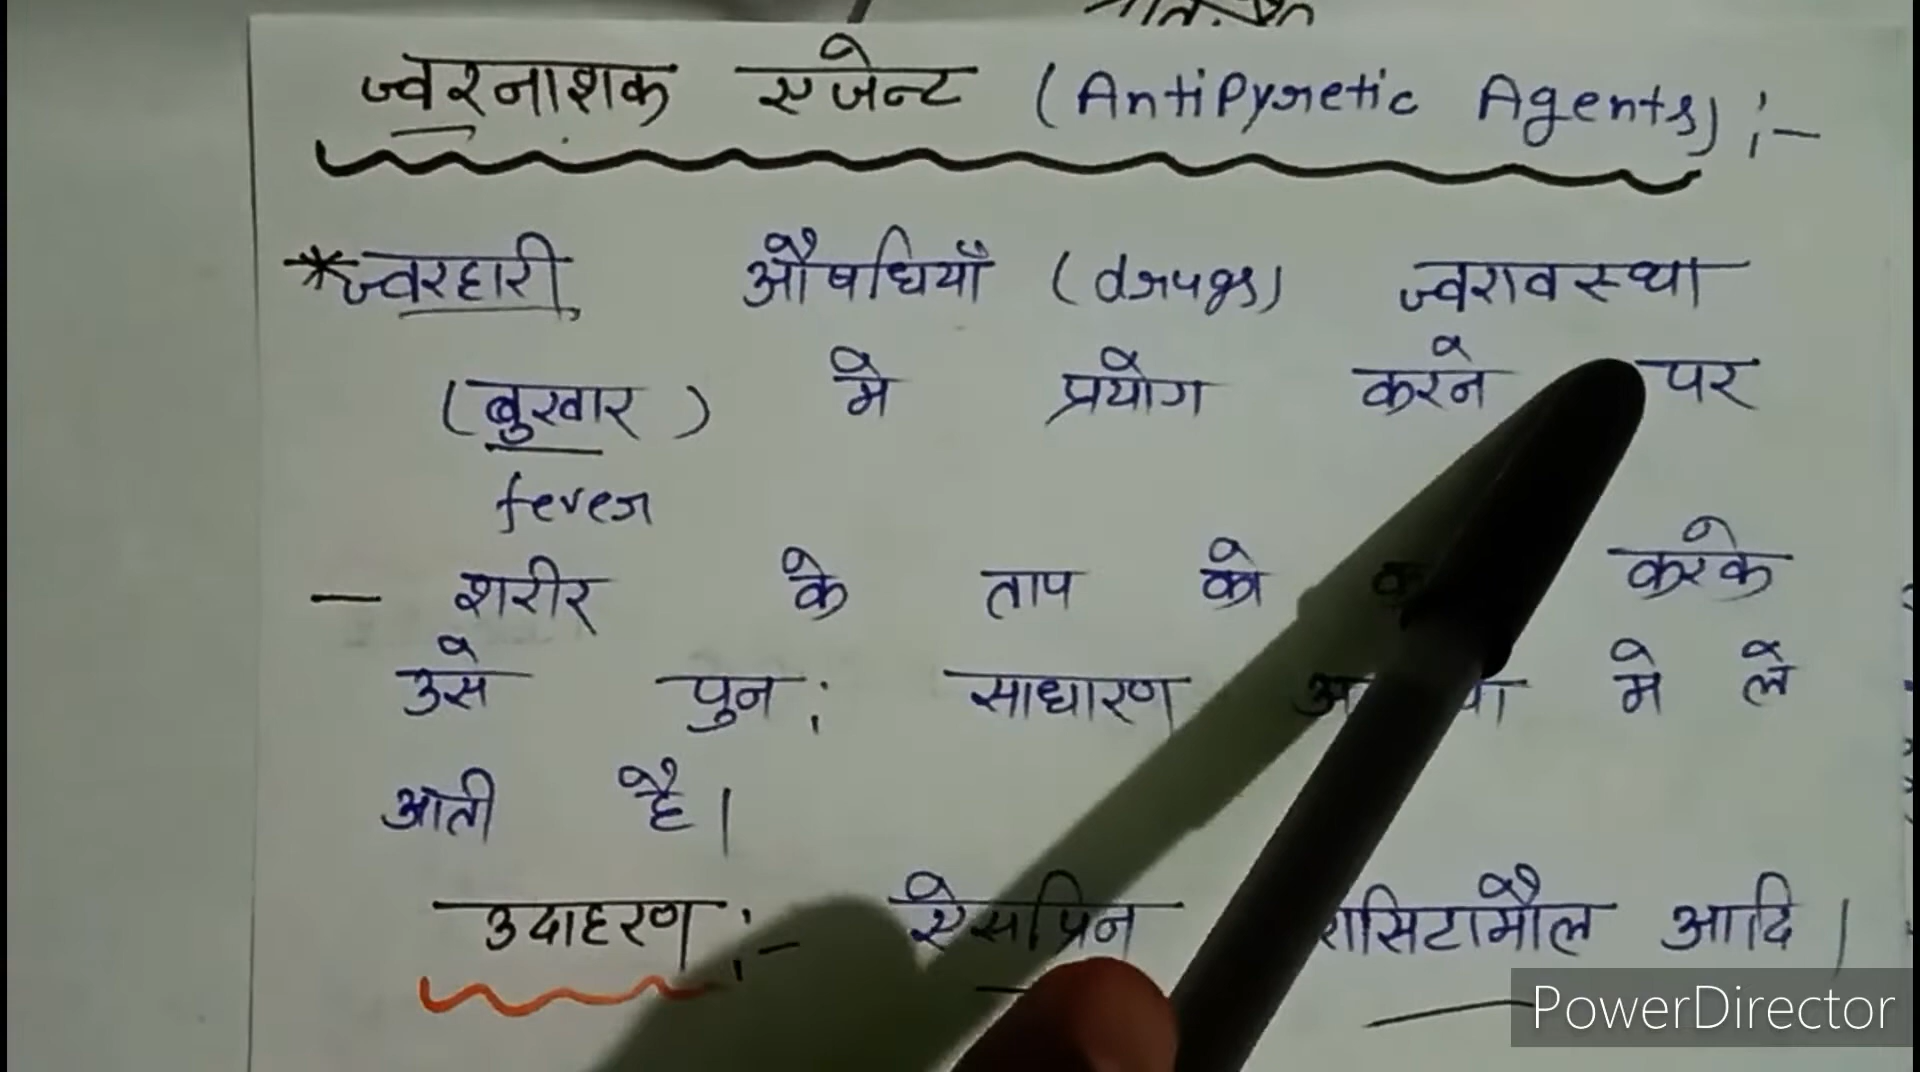 ज्वरनाशक एजेन्ट (Antipyretic Agents) :-
*ज्वरहारी औषधियाँ (drugs) ज्वरावस्था
(बुखार) मे प्रयोग करने पर
fever
- शरीर के ताप को करके
उसे पुन: साधारण मे ले
आती है।
उदाहरण :- ऐसप्रिन आदि।
PowerDirector